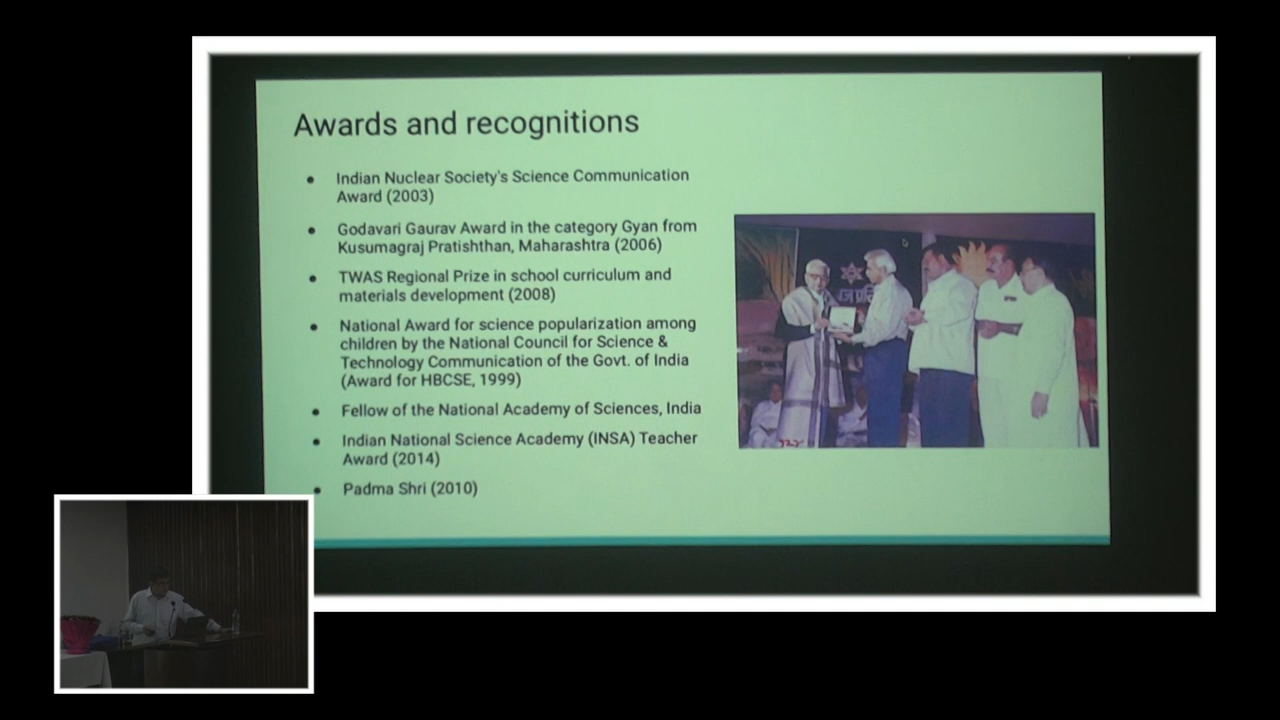 Awards and recognitions
● Indian Nuclear Society's Science Communication
Award (2003)
● Godavari Gaurav Award in the category Gyan from
Kusumagraj Pratishthan, Maharashtra (2006)
● TWAS Regional Prize in school curriculum and
materials development (2008)
● National Award for science popularization among
children by the National Council for Science &
Technology Communication of the Govt. of India
(Award for HBCSE, 1999)
● Fellow of the National Academy of Sciences, India
● Indian National Science Academy (INSA) Teacher
Award (2014)
● Padma Shri (2010)